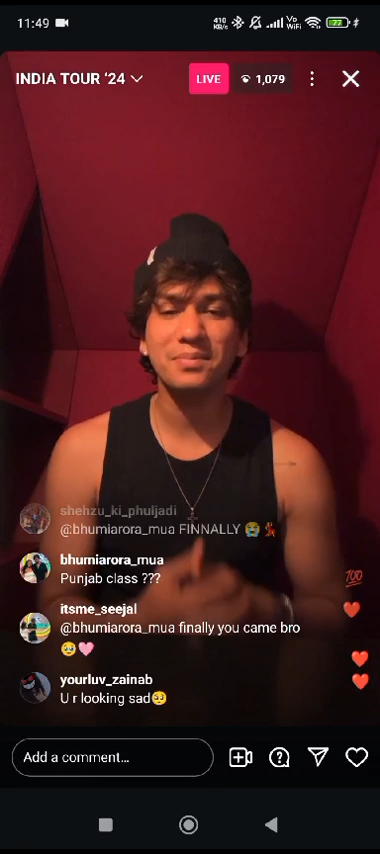 11:49
410
KB/s
Vo
WiFi
77
INDIA TOUR '24
LIVE
1,079
shehzu_ki_phuljadi
@bhumiarora_mua FINNALLY 😭💃
bhumiarora_mua
Punjab class ???
💯
itsme_seejal
@bhumiarora_mua finally you came bro
🥹🩷
yourluv_zainab
U r looking sad🥹
Add a comment...